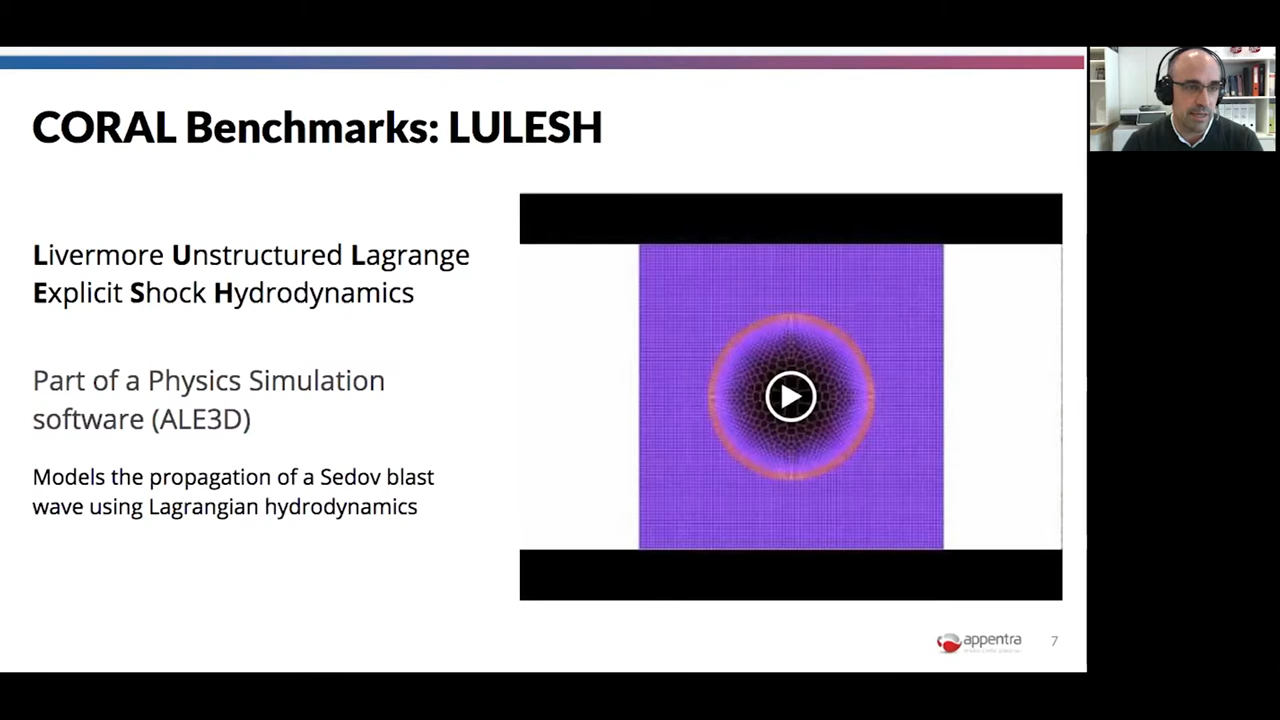 CORAL Benchmarks: LULESH
Livermore Unstructured Lagrange
Explicit Shock Hydrodynamics
Part of a Physics Simulation
software (ALE3D)
Models the propagation of a Sedov blast
wave using Lagrangian hydrodynamics
appentra
7